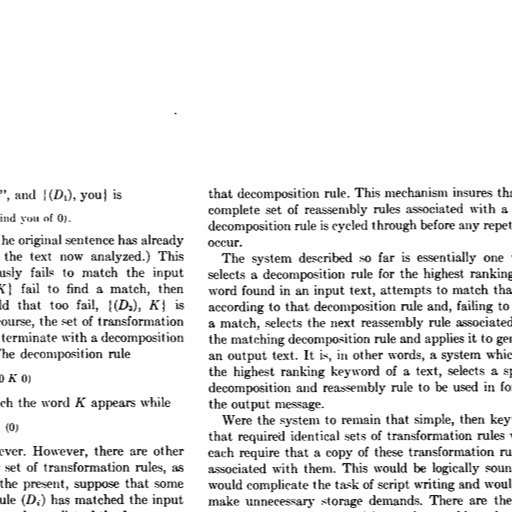 ”, and {(D₁), you} is
ind you of 0).
he original sentence has already
the text now analyzed.) This
usly fails to match the input
K} fail to find a match, then
ld that too fail, {(D₂), K} is
ourse, the set of transformation
terminate with a decomposition
he decomposition rule
0 K 0)
ch the word K appears while
(0)
ever. However, there are other
set of transformation rules, as
the present, suppose that some
ule (Dᵢ) has matched the input
that decomposition rule. This mechanism insures tha
complete set of reassembly rules associated with a
decomposition rule is cycled through before any repet
occur.
The system described so far is essentially one
selects a decomposition rule for the highest ranking
word found in an input text, attempts to match tha
according to that decomposition rule and, failing to
a match, selects the next reassembly rule associated
the matching decomposition rule and applies it to ge
an output text. It is, in other words, a system whic
the highest ranking keyword of a text, selects a s
decomposition and reassembly rule to be used in fo
the output message.
Were the system to remain that simple, then key
that required identical sets of transformation rules
each require that a copy of these transformation ru
associated with them. This would be logically soun
would complicate the task of script writing and woul
make unnecessary storage demands. There are the